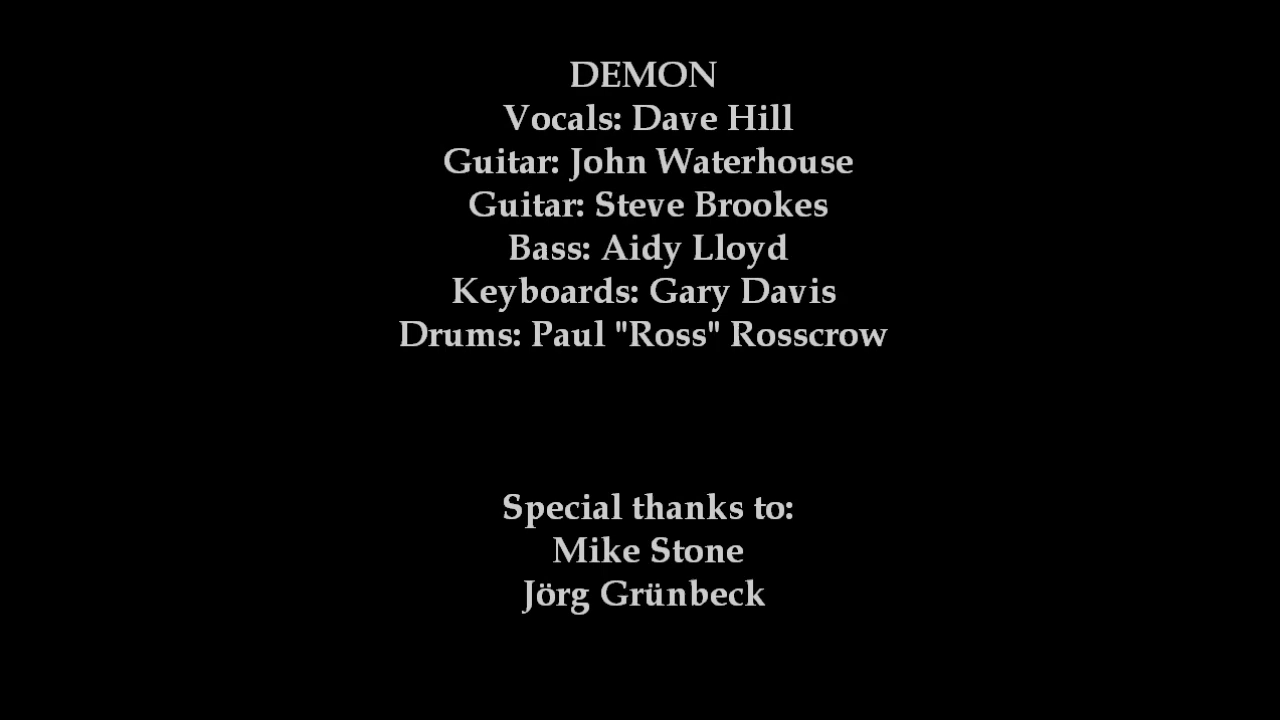 DEMON
Vocals: Dave Hill
Guitar: John Waterhouse
Guitar: Steve Brookes
Bass: Aidy Lloyd
Keyboards: Gary Davis
Drums: Paul "Ross" Rosscrow
Special thanks to:
Mike Stone
Jörg Grünbeck